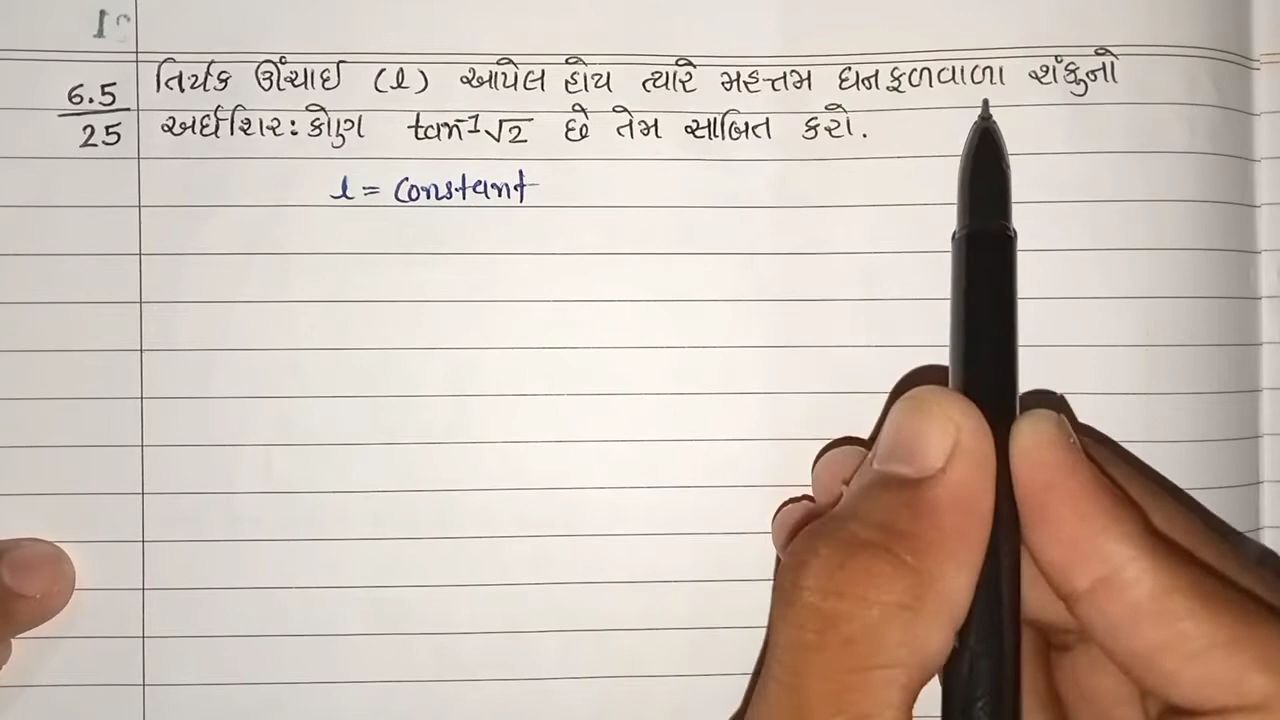 6.5
25
તિર્યક ઊંચાઈ (l) આપેલ હોય ત્યારે મહત્તમ ઘનફળવાળા શંકુનો
અર્ધશિરઃકોણ tan⁻¹√2 છે તેમ સાબિત કરો.
l = constant